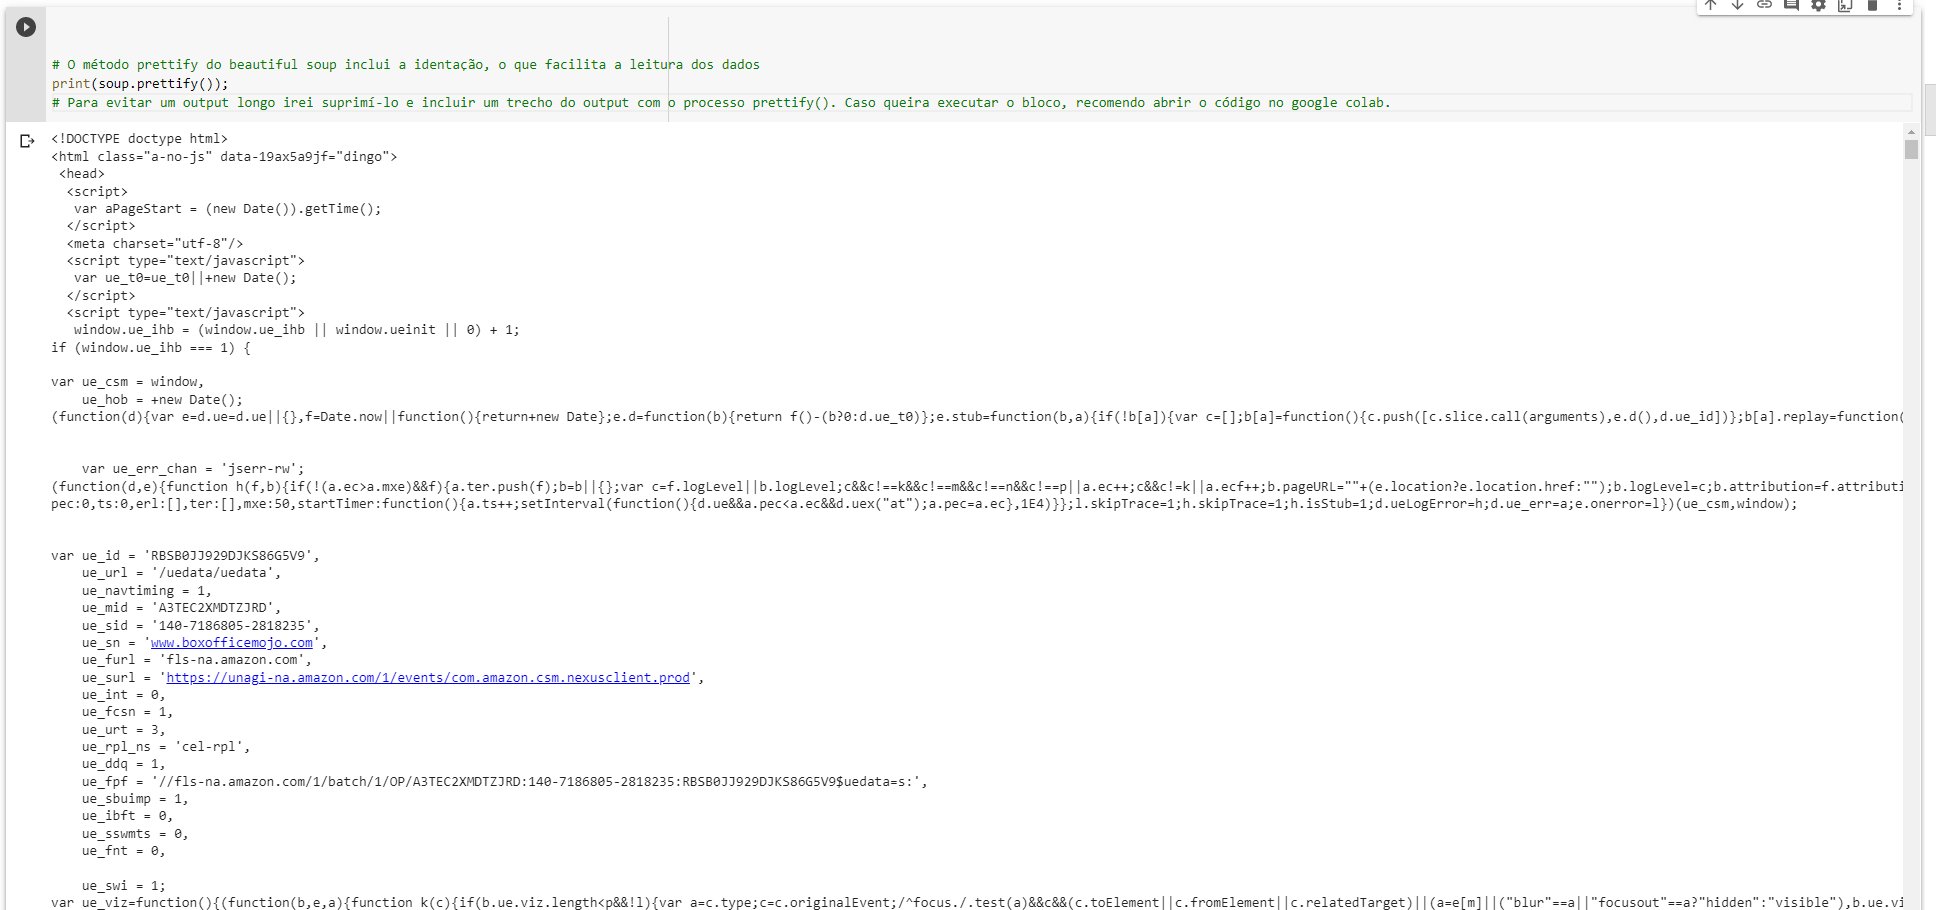 # O método prettify do beautiful soup inclui a identação, o que facilita a leitura dos dados
print(soup.prettify());
# Para evitar um output longo irei suprimí-lo e incluir um trecho do output com o processo prettify(). Caso queira executar o bloco, recomendo abrir o código no google colab.
<!DOCTYPE doctype html>
<html class="a-no-js" data-19ax5a9jf="dingo">
<head>
<script>
var aPageStart = (new Date()).getTime();
</script>
<meta charset="utf-8"/>
<script type="text/javascript">
var ue_t0=ue_t0||+new Date();
</script>
<script type="text/javascript">
window.ue_ihb = (window.ue_ihb || window.ueinit || 0) + 1;
if (window.ue_ihb === 1) {
var ue_csm = window,
ue_hob = +new Date();
(function(d){var e=d.ue=d.ue||{},f=Date.now||function(){return+new Date};e.d=function(b){return f()-(b?0:d.ue_t0)};e.stub=function(b,a){if(!b[a]){var c=[];b[a]=function(){c.push([c.slice.call(arguments),e.d(),d.ue_id])};b[a].replay=function(
var ue_err_chan = 'jserr-rw';
(function(d,e){function h(f,b){if(!(a.ec>a.mxe)&&f){a.ter.push(f);b=b||{};var c=f.logLevel||b.logLevel;c&&c!==k&&c!==m&&c!==n&&c!==p||a.ec++;c&&c!=k||a.ecf++;b.pageURL=""+(e.location?e.location.href:"");b.logLevel=c;b.attribution=f.attributi
pec:0,ts:0,erl:[],ter:[],mxe:50,startTimer:function(){a.ts++;setInterval(function(){d.ue&&a.pec<a.ec&&d.uex("at");a.pec=a.ec},1E4)}};l.skipTrace=1;h.skipTrace=1;h.isStub=1;d.ueLogError=h;d.ue_err=a;e.onerror=l})(ue_csm,window);
var ue_id = 'RBSB0JJ929DJKS86G5V9',
ue_url = '/uedata/uedata',
ue_navtiming = 1,
ue_mid = 'A3TEC2XMDTZJRD',
ue_sid = '140-7186805-2818235',
ue_sn = 'www.boxofficemojo.com',
ue_furl = 'fls-na.amazon.com',
ue_surl = 'https://unagi-na.amazon.com/1/events/com.amazon.csm.nexusclient.prod',
ue_int = 0,
ue_fcsn = 1,
ue_urt = 3,
ue_rpl_ns = 'cel-rpl',
ue_ddq = 1,
ue_fpf = '//fls-na.amazon.com/1/batch/1/OP/A3TEC2XMDTZJRD:140-7186805-2818235:RBSB0JJ929DJKS86G5V9$uedata=s:',
ue_sbuimp = 1,
ue_ibft = 0,
ue_sswmts = 0,
ue_fnt = 0,
ue_swi = 1;
var ue_viz=function(){(function(b,e,a){function k(c){if(b.ue.viz.length<p&&!l){var a=c.type;c=c.originalEvent;/^focus./.test(a)&&c&&(c.toElement||c.fromElement||c.relatedTarget)||(a=e[m]||("blur"==a||"focusout"==a?"hidden":"visible"),b.ue.vi